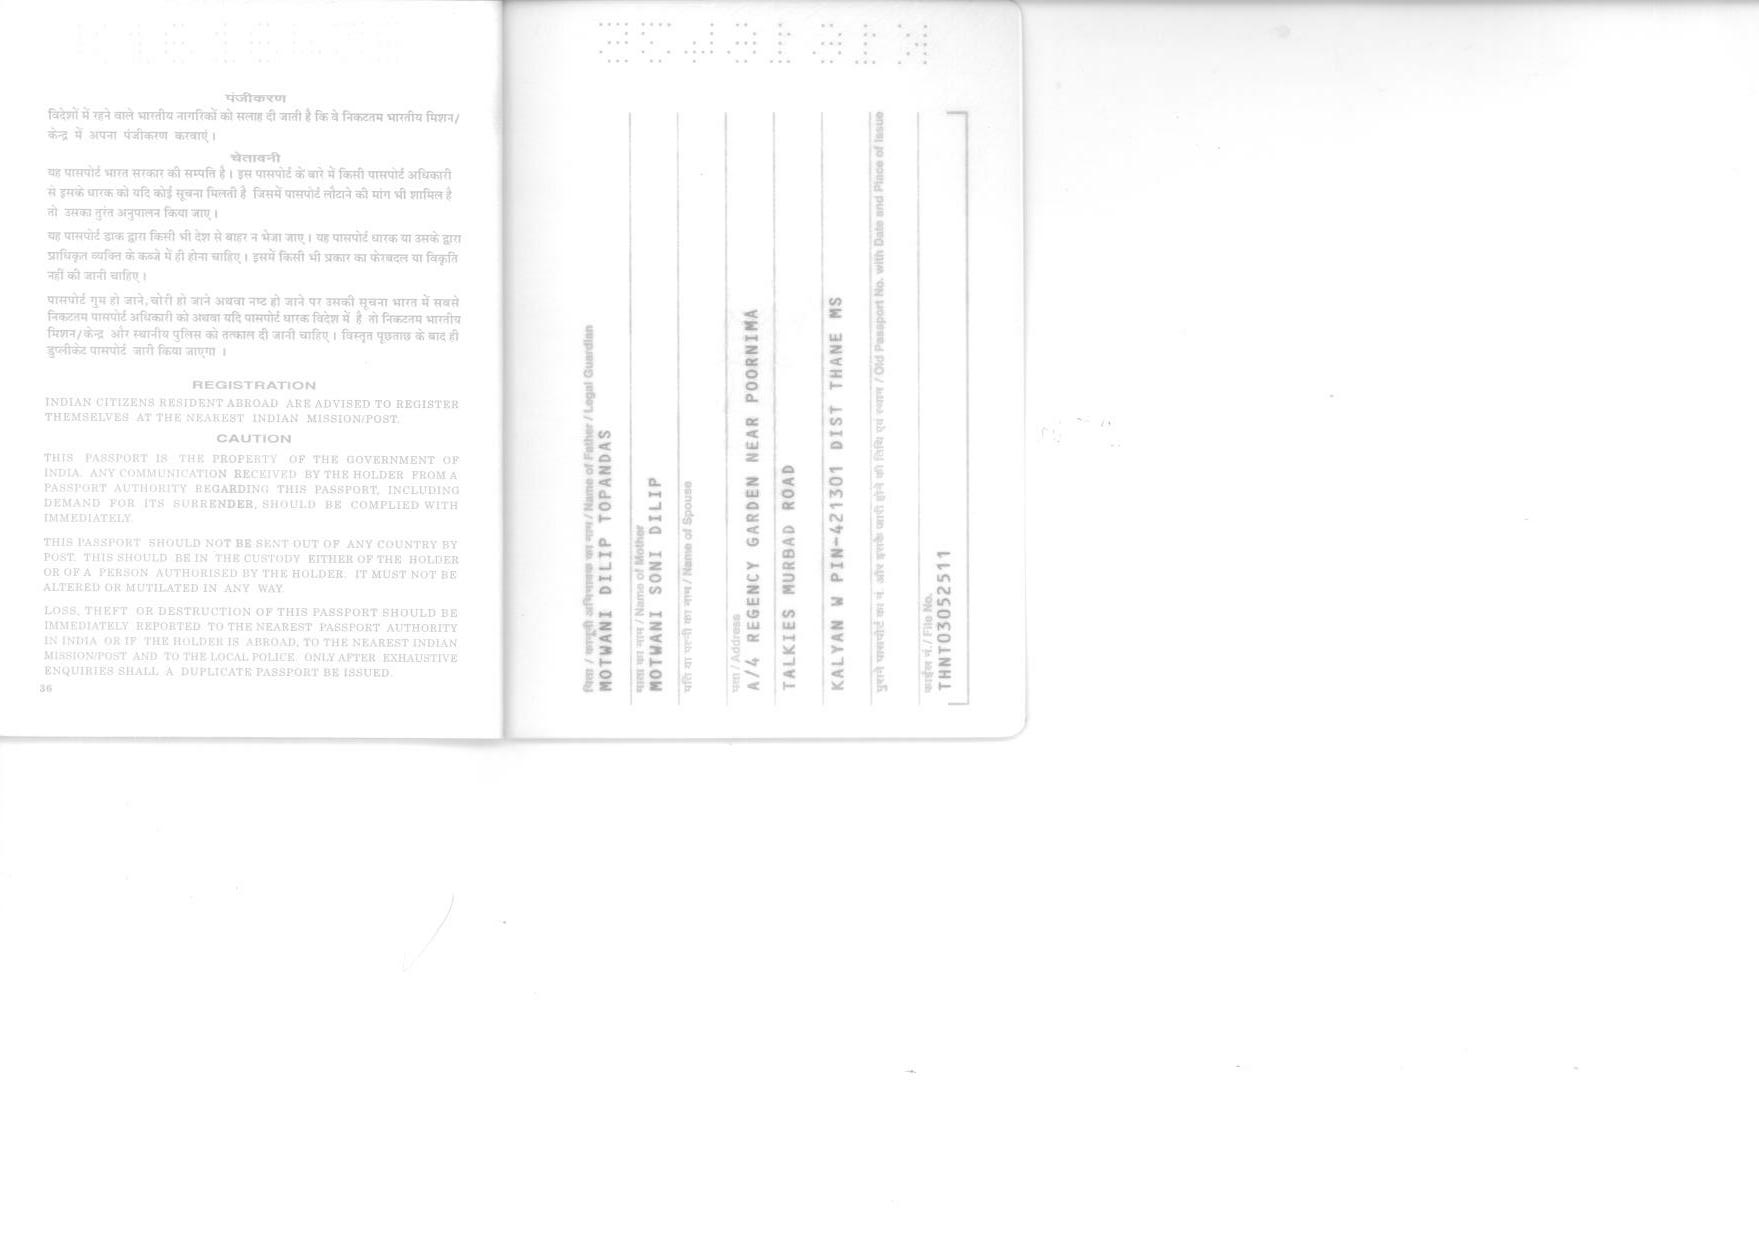 पंजीकरण
विदेशों में रहने वाले भारतीय नागरिकों को सलाह दी जाती है कि वे निकटतम भारतीय मिशन/
केन्द्र में अपना पंजीकरण करवाएं ।
चेतावनी
यह पासपोर्ट भारत सरकार की सम्पति है । इस पासपोर्ट के बारे में किसी पासपोर्ट अधिकारी
से इसके धारक को यदि कोई सूचना मिलती है जिसमें पासपोर्ट लौटाने की मांग भी शामिल है
तो उसका तुरंत अनुपालन किया जाए ।
यह पासपोर्ट डाक द्वारा किसी भी देश से बाहर न भेजा जाए । यह पासपोर्ट धारक या उसके द्वारा
प्राधिकृत व्यक्ति के कब्जे में ही होना चाहिए । इसमें किसी भी प्रकार का फेरबदल या विकृति
नहीं की जानी चाहिए ।
पासपोर्ट गुम हो जाने, चोरी हो जाने अथवा नष्ट हो जाने पर उसकी सूचना भारत में सबसे
निकटतम पासपोर्ट अधिकारी को अथवा यदि पासपोर्ट धारक विदेश में है तो निकटतम भारतीय
मिशन/केन्द्र और स्थानीय पुलिस को तत्काल दी जानी चाहिए । विस्तृत पूछताछ के बाद ही
डुप्लीकेट पासपोर्ट जारी किया जाएगा ।
REGISTRATION
INDIAN CITIZENS RESIDENT ABROAD ARE ADVISED TO REGISTER
THEMSELVES AT THE NEAREST INDIAN MISSION/POST.
CAUTION
THIS PASSPORT IS THE PROPERTY OF THE GOVERNMENT OF
INDIA. ANY COMMUNICATION RECEIVED BY THE HOLDER FROM A
PASSPORT AUTHORITY REGARDING THIS PASSPORT, INCLUDING
DEMAND FOR ITS SURRENDER, SHOULD BE COMPLIED WITH
IMMEDIATELY.
THIS PASSPORT SHOULD NOT BE SENT OUT OF ANY COUNTRY BY
POST. THIS SHOULD BE IN THE CUSTODY EITHER OF THE HOLDER
OR OF A PERSON AUTHORISED BY THE HOLDER. IT MUST NOT BE
ALTERED OR MUTILATED IN ANY WAY.
LOSS, THEFT OR DESTRUCTION OF THIS PASSPORT SHOULD BE
IMMEDIATELY REPORTED TO THE NEAREST PASSPORT AUTHORITY
IN INDIA OR IF THE HOLDER IS ABROAD, TO THE NEAREST INDIAN
MISSION/POST AND TO THE LOCAL POLICE. ONLY AFTER EXHAUSTIVE
ENQUIRIES SHALL A DUPLICATE PASSPORT BE ISSUED.
36
पिता / कानूनी अभिभावक का नाम / Name of Father / Legal Guardian
MOTWANI DILIP TOPANDAS
माता का नाम / Name of Mother
MOTWANI SONI DILIP
पति या पत्नी का नाम / Name of Spouse
पता / Address
A/4 REGENCY GARDEN NEAR POORNIMA
TALKIES MURBAD ROAD
KALYAN W PIN-421301 DIST THANE MS
पुराने पासपोर्ट का नं. और इसके जारी होने की तिथि एवं स्थान / Old Passport No. with Date and Place of Issue
फाईल नं. / File No.
THNT03052511